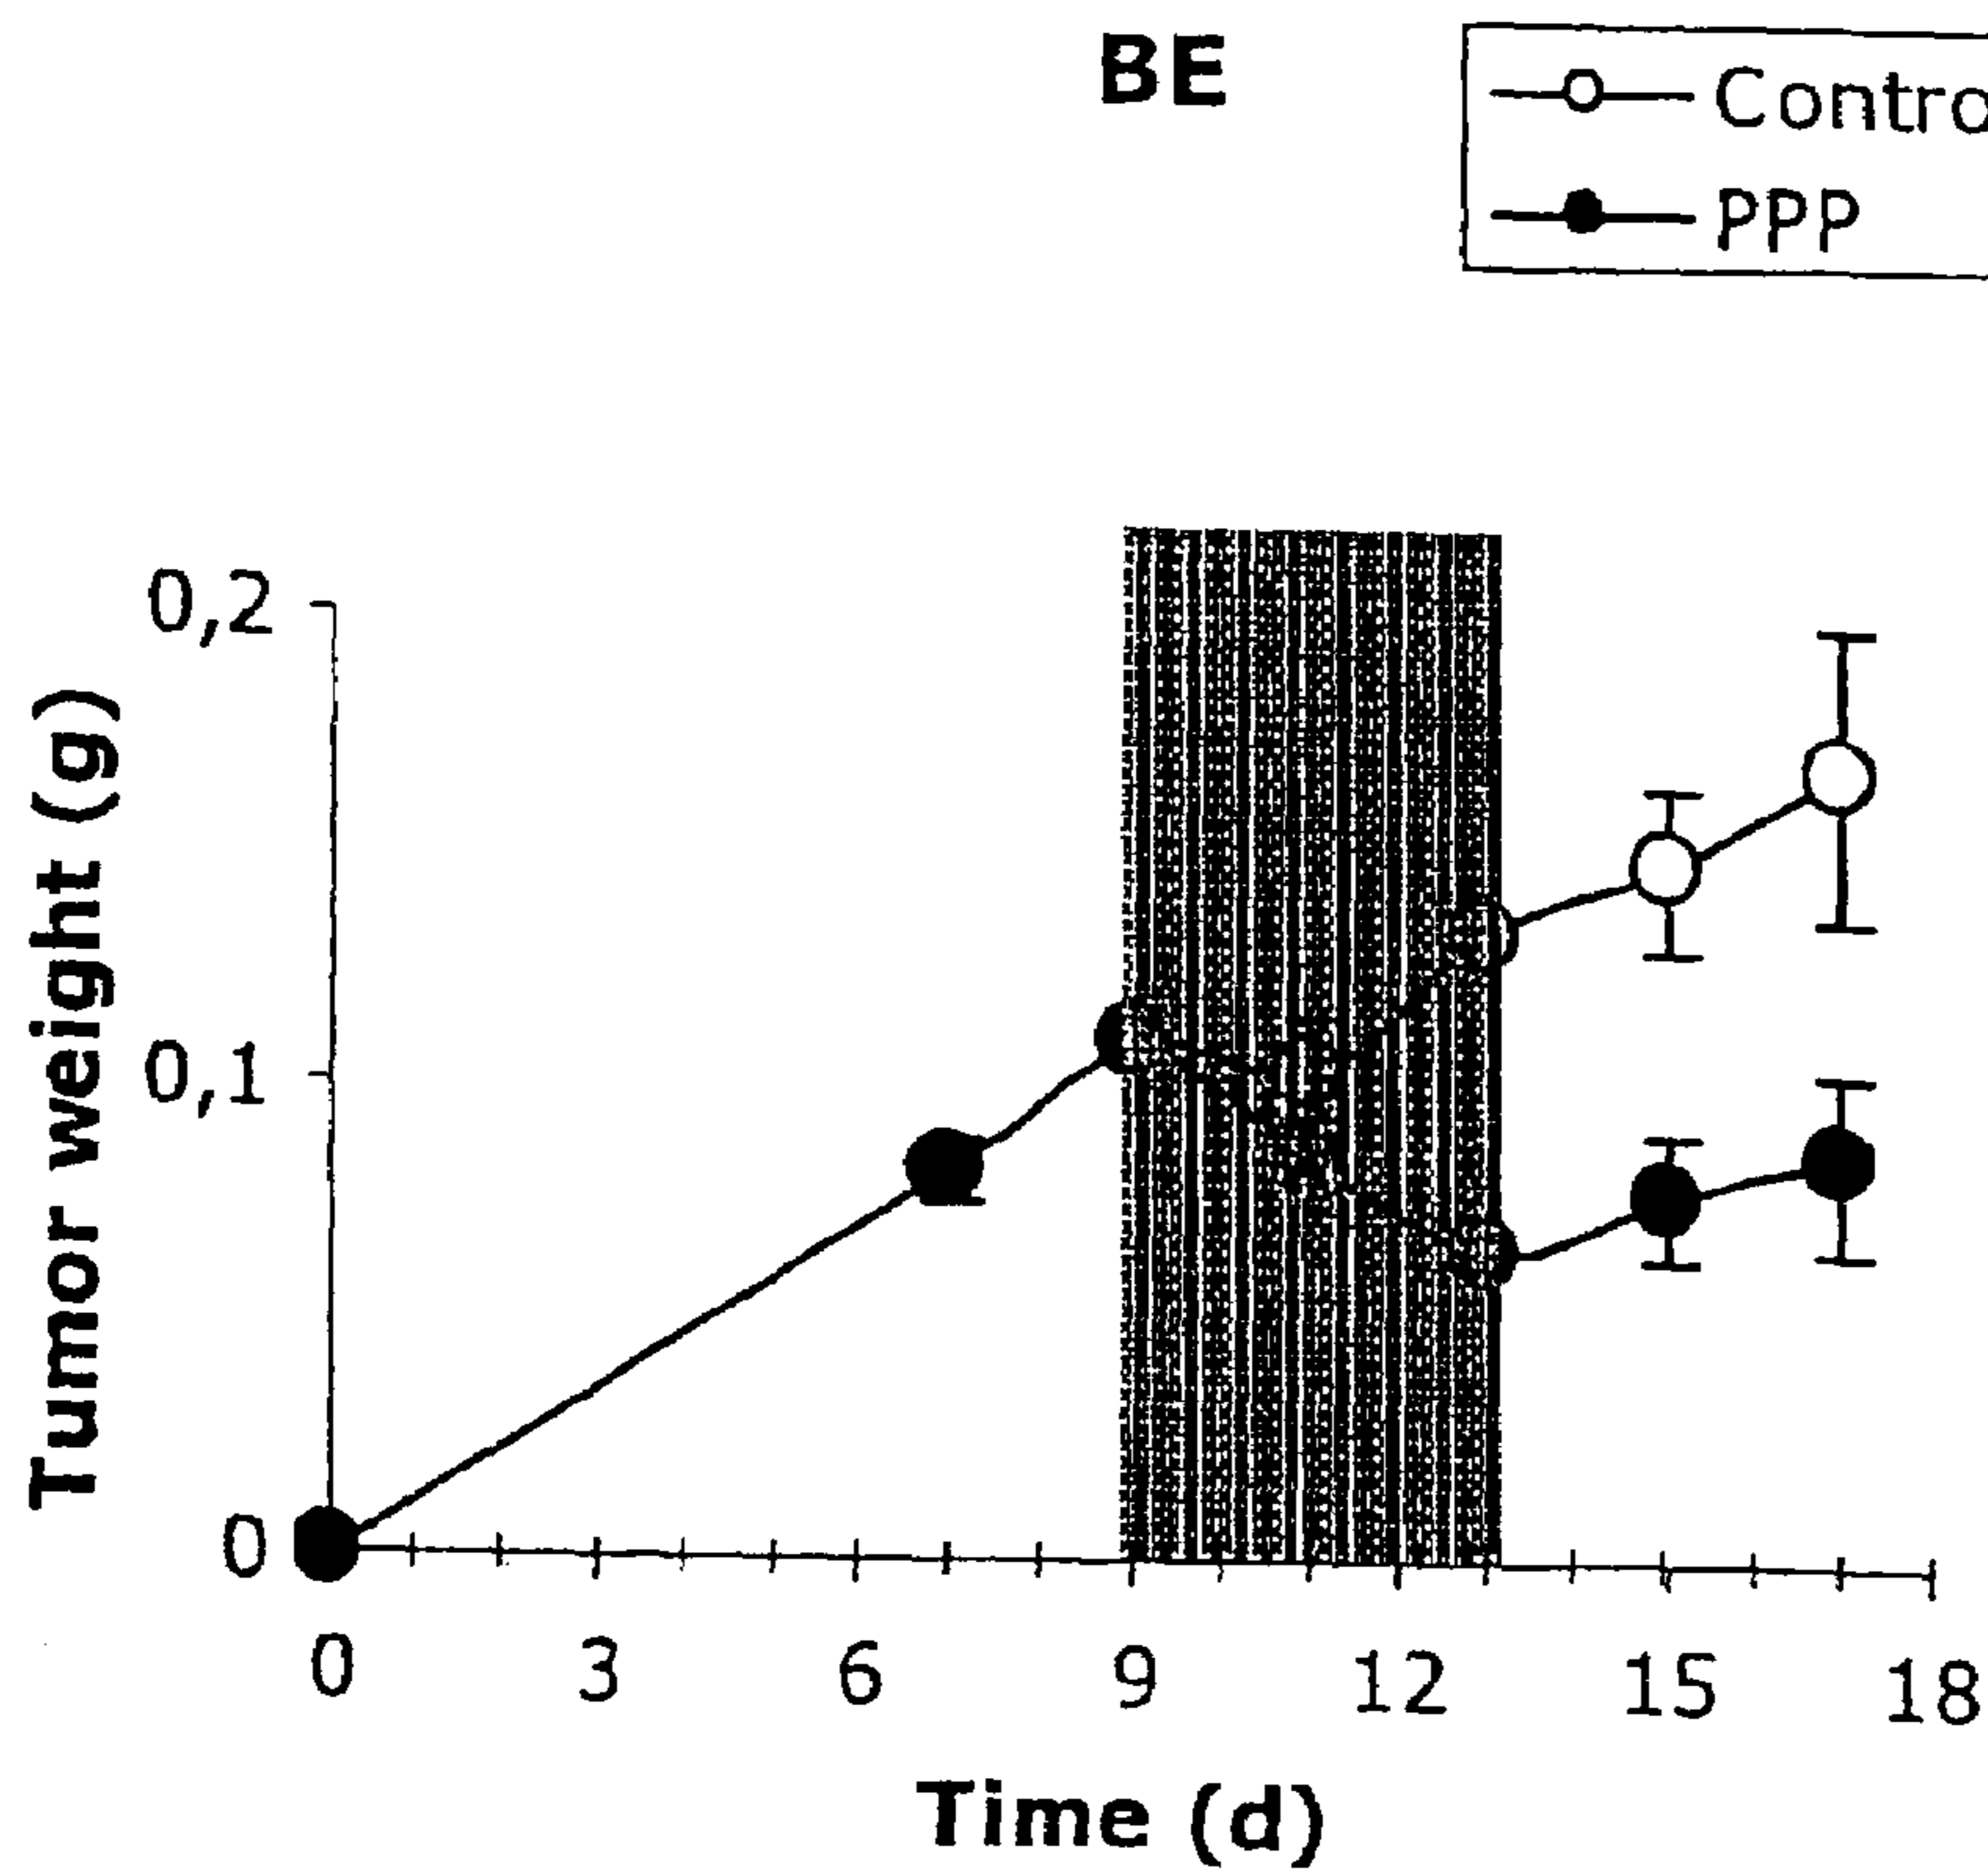 BE
Contro
PPP
Tumor weight (g)
0,2
0,1
0
0 3 6 9 12 15 18
Time (d)